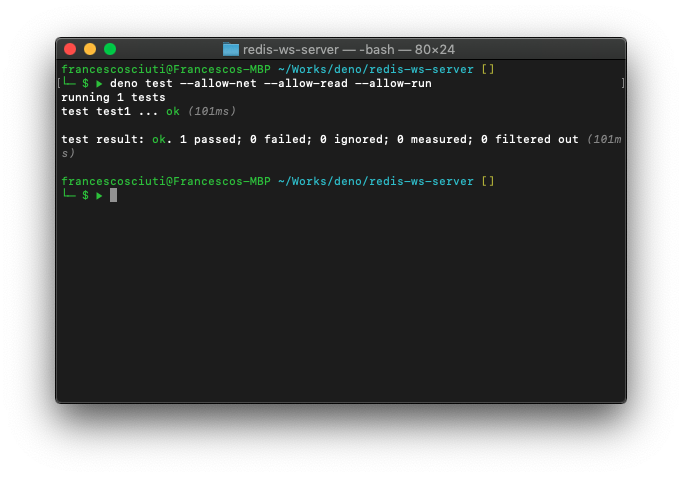 redis-ws-server — -bash — 80×24
francescosciuti@Francescos-MBP ~/Works/deno/redis-ws-server []
[└─ $ ▶ deno test --allow-net --allow-read --allow-run ]
running 1 tests
test test1 ... ok (101ms)
test result: ok. 1 passed; 0 failed; 0 ignored; 0 measured; 0 filtered out (101m
s)
francescosciuti@Francescos-MBP ~/Works/deno/redis-ws-server []
└─ $ ▶